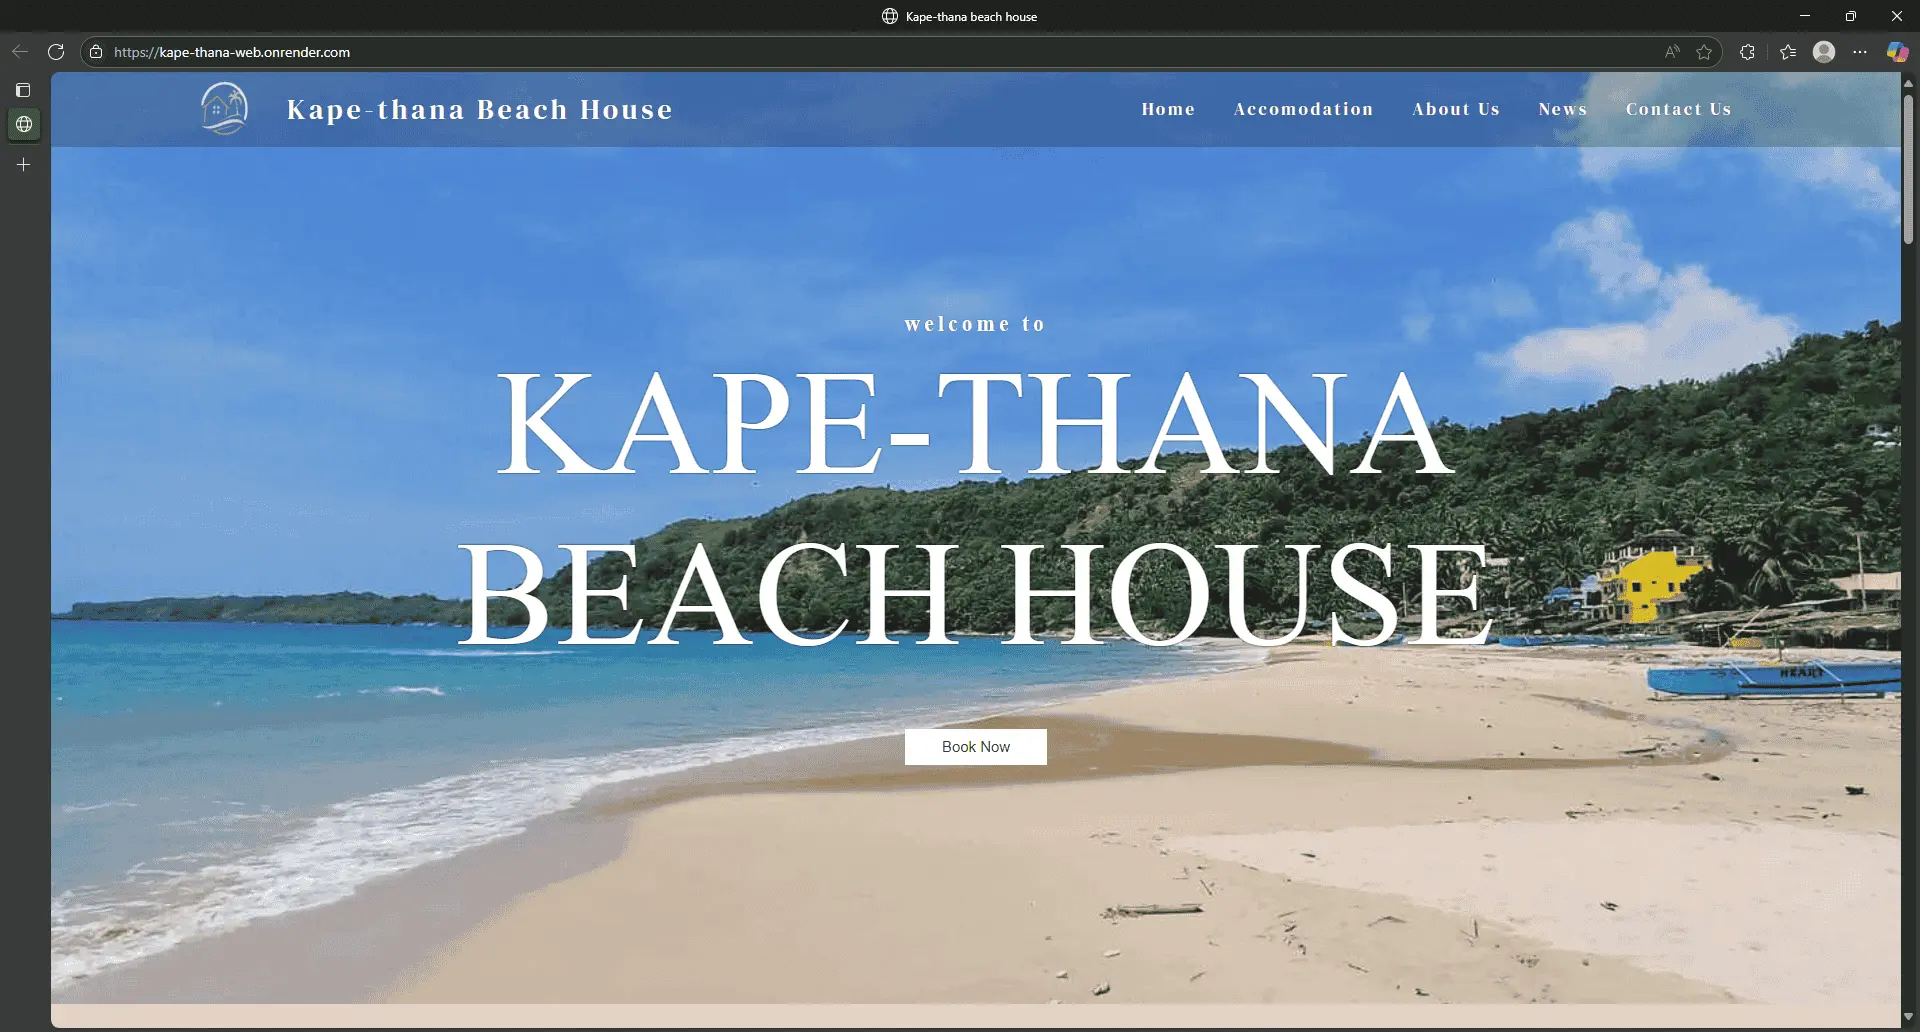 Kape-thana beach house
https://kape-thana-web.onrender.com
Kape-thana Beach House
Home Accomodation About Us News Contact Us
welcome to
KAPE-THANA
BEACH HOUSE
HEART
Book Now